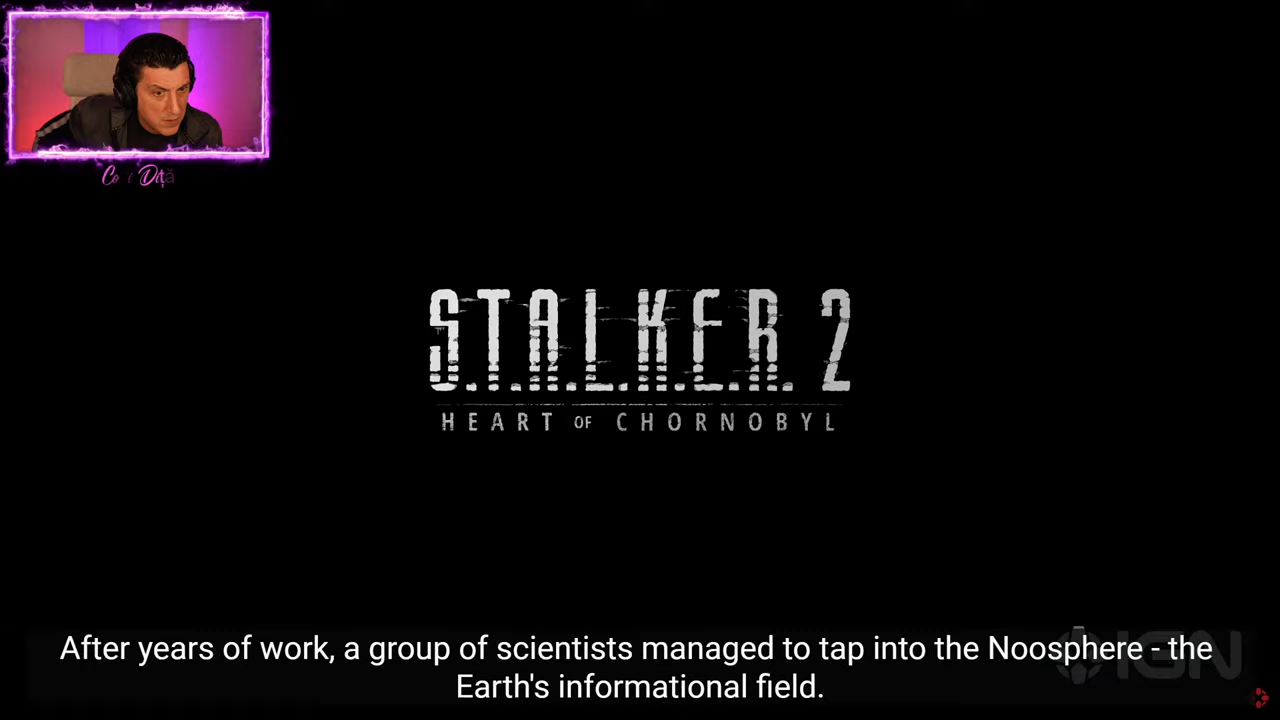 S.T.A.L.K.E.R. 2
HEART OF CHORNOBYL
After years of work, a group of scientists managed to tap into the Noosphere - the
Earth's informational field.
IGN